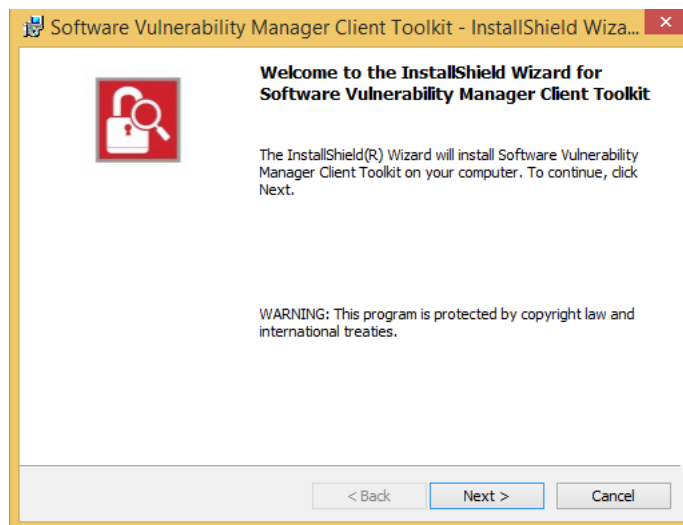 Software Vulnerability Manager Client Toolkit - InstallShield Wiza...
Welcome to the InstallShield Wizard for
Software Vulnerability Manager Client Toolkit
The InstallShield(R) Wizard will install Software Vulnerability
Manager Client Toolkit on your computer. To continue, click
Next.
WARNING: This program is protected by copyright law and
international treaties.
< Back Next > Cancel